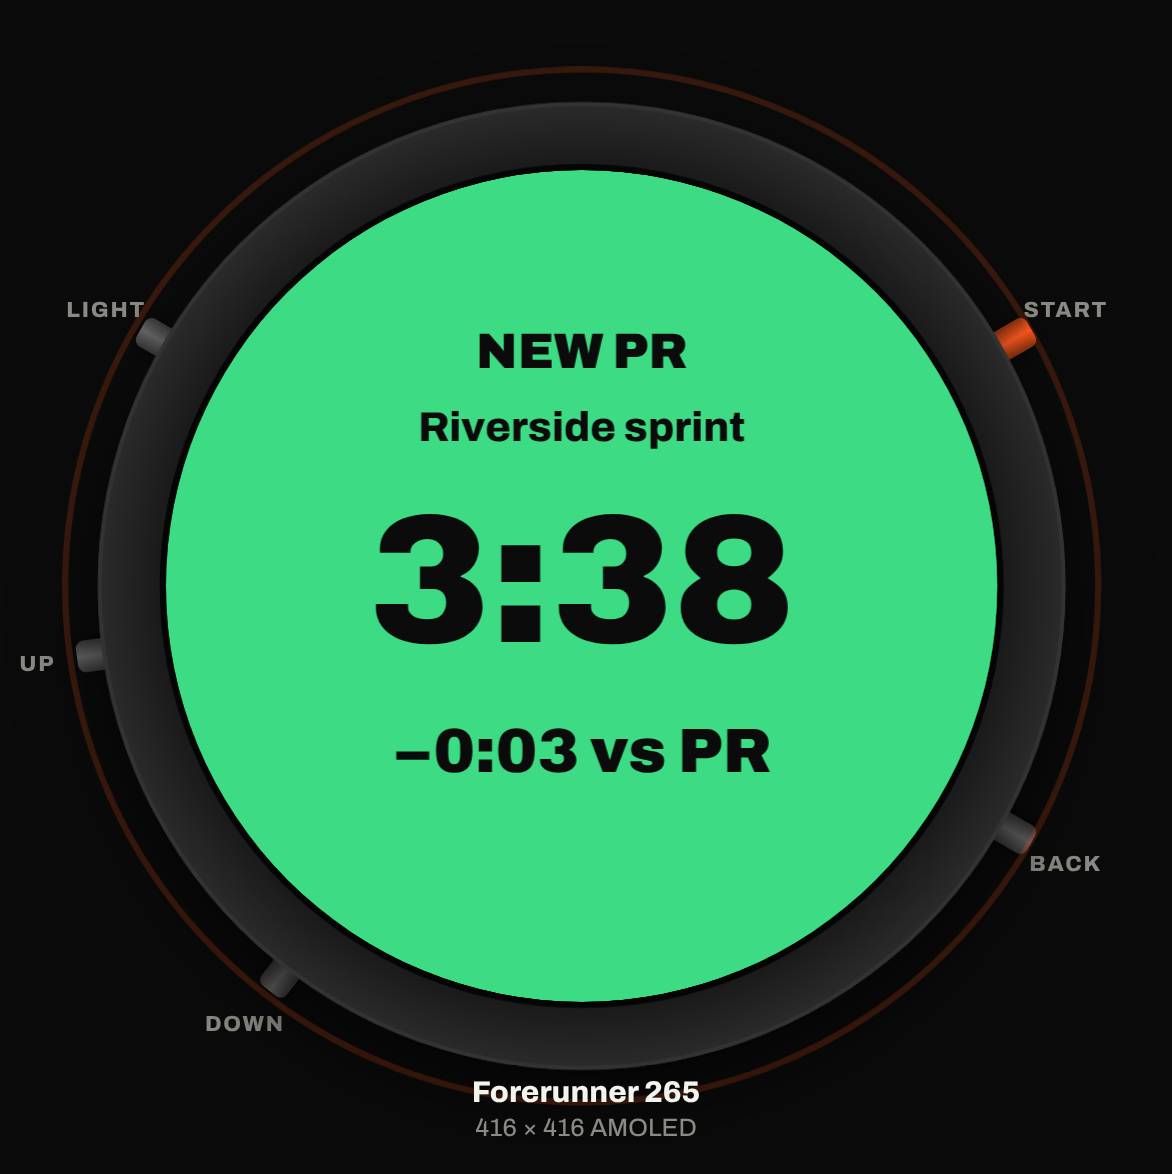 LIGHT
START
NEW PR
Riverside sprint
3:38
UP
–0:03 vs PR
BACK
DOWN
Forerunner 265
416 × 416 AMOLED